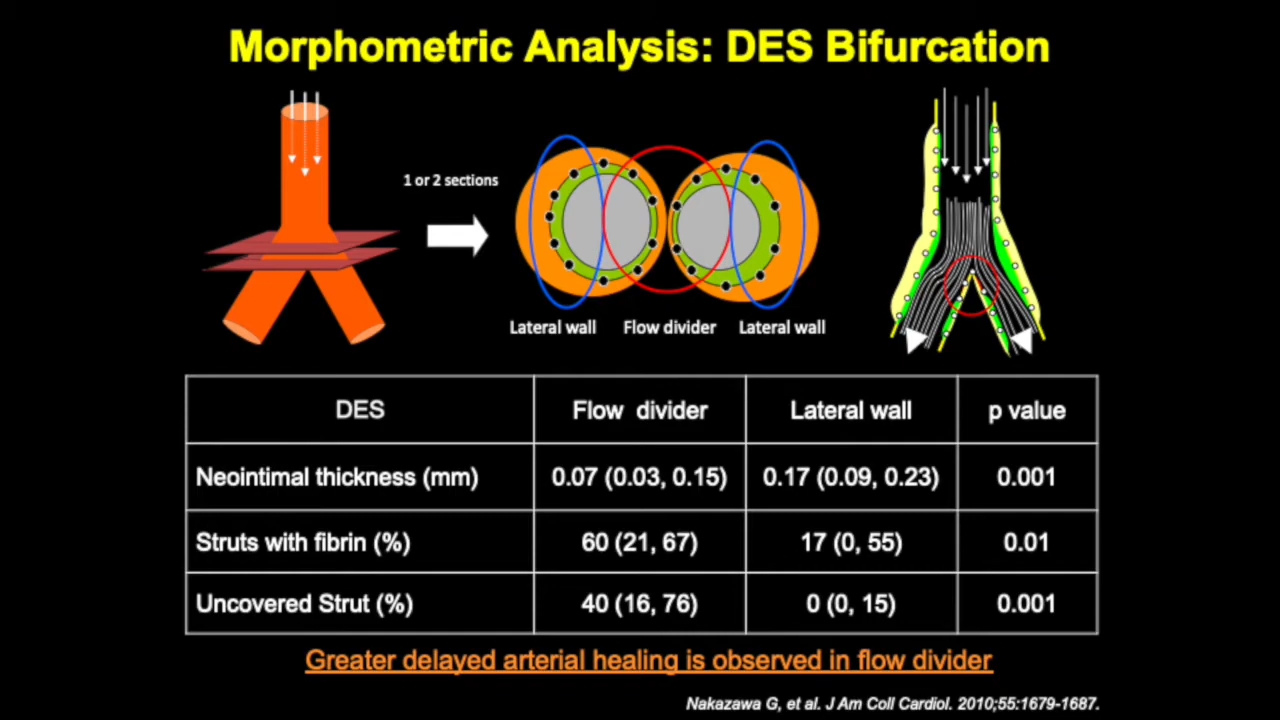 Morphometric Analysis: DES Bifurcation
1 or 2 sections
Lateral wall Flow divider Lateral wall
DES Flow divider Lateral wall p value
Neointimal thickness (mm) 0.07 (0.03, 0.15) 0.17 (0.09, 0.23) 0.001
Struts with fibrin (%) 60 (21, 67) 17 (0, 55) 0.01
Uncovered Strut (%) 40 (16, 76) 0 (0, 15) 0.001
Greater delayed arterial healing is observed in flow divider
Nakazawa G, et al. J Am Coll Cardiol. 2010;55:1679-1687.